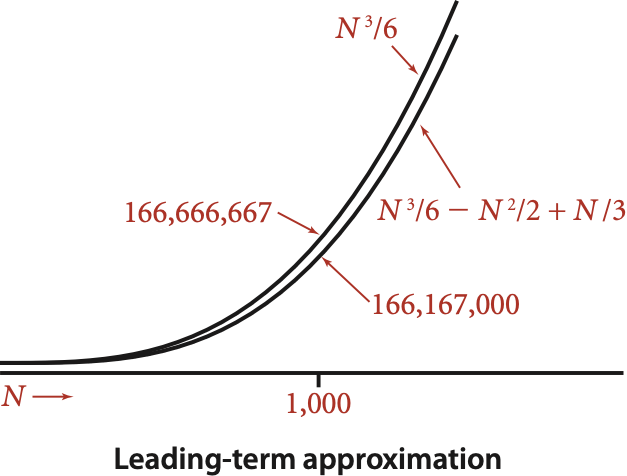 N³/6
166,666,667
N³/6 − N²/2 + N/3
166,167,000
N →
1,000
Leading-term approximation